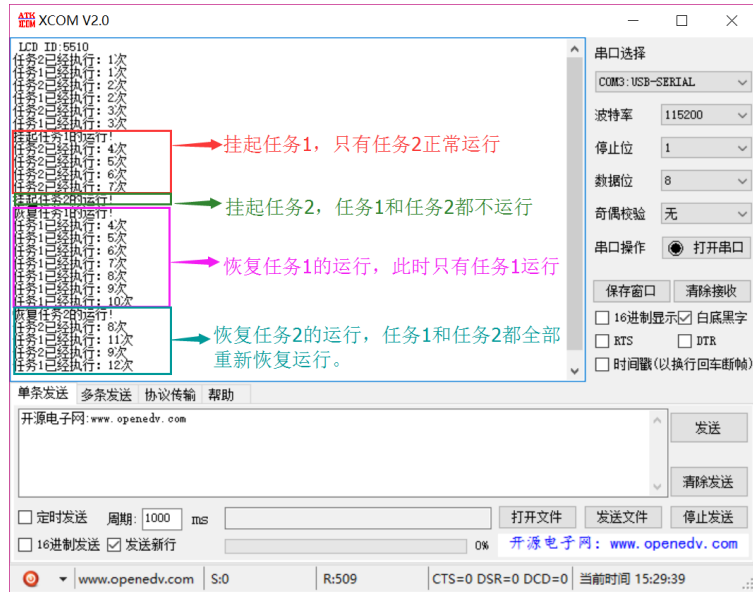 ATK XCOM XCOM V2.0
LCD ID:5510
任务2已经执行: 1次
任务1已经执行: 1次
任务2已经执行: 2次
任务1已经执行: 2次
任务2已经执行: 3次
任务1已经执行: 3次
挂起任务1的运行!
任务2已经执行: 4次
任务2已经执行: 5次
任务2已经执行: 6次
任务2已经执行: 7次
挂起任务2的运行!
恢复任务1的运行!
任务1已经执行: 4次
任务1已经执行: 5次
任务1已经执行: 6次
任务1已经执行: 7次
任务1已经执行: 8次
任务1已经执行: 9次
任务1已经执行: 10次
恢复任务2的运行!
任务2已经执行: 8次
任务1已经执行: 11次
任务2已经执行: 9次
任务1已经执行: 12次
挂起任务1，只有任务2正常运行
挂起任务2，任务1和任务2都不运行
恢复任务1的运行，此时只有任务1运行
恢复任务2的运行，任务1和任务2都全部
重新恢复运行。
串口选择
COM3:USB-SERIAL
波特率 115200
停止位 1
数据位 8
奇偶校验 无
串口操作 打开串口
保存窗口 清除接收
16进制显示 白底黑字
RTS DTR
时间戳(以换行回车断帧)
单条发送 多条发送 协议传输 帮助
开源电子网:www.openedv.com
发送
清除发送
定时发送 周期: 1000 ms 打开文件 发送文件 停止发送
16进制发送 发送新行 0% 开源电子网: www.openedv.com
www.openedv.com S:0 R:509 CTS=0 DSR=0 DCD=0 当前时间 15:29:39